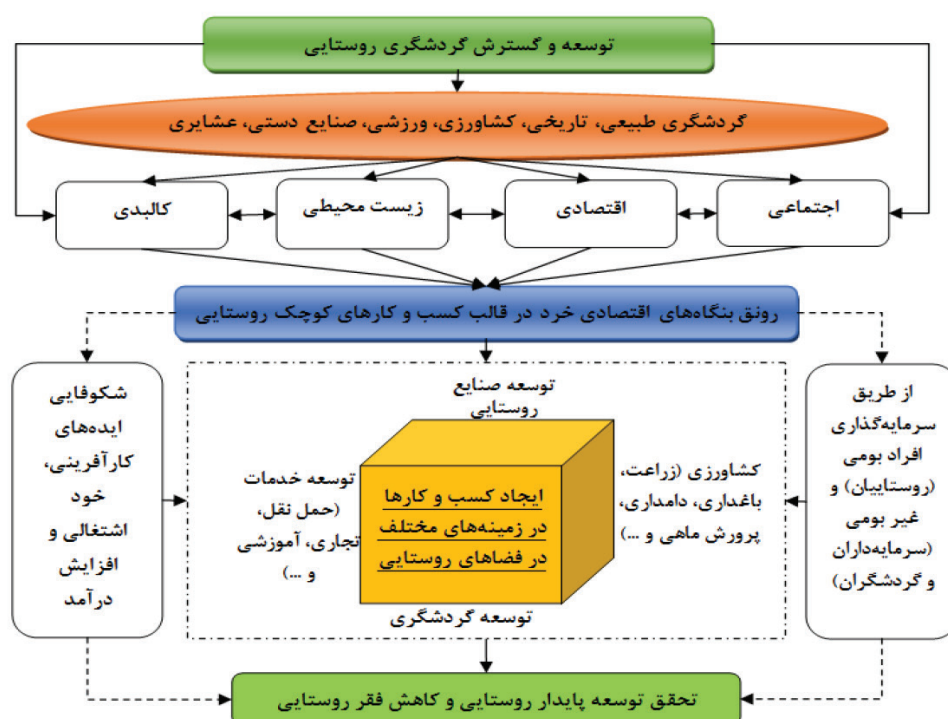 توسعه و گسترش گردشگری روستایی
گردشگری طبیعی، تاریخی، کشاورزی، ورزشی، صنایع دستی، عشایری
اجتماعی
اقتصادی
زیست محیطی
کالبدی
رونق بنگاه‌های اقتصادی خرد در قالب کسب و کارهای کوچک روستایی
از طریق
سرمایه‌گذاری
افراد بومی
(روستاییان) و
غیر بومی
(سرمایه‌داران
و گردشگران)
توسعه صنایع
روستایی
کشاورزی (زراعت،
باغداری، دامداری،
پرورش ماهی و ...)
ایجاد کسب و کارها
در زمینه‌های مختلف
در فضاهای روستایی
توسعه خدمات
(حمل نقل،
تجاری، آموزشی
و ...)
توسعه گردشگری
شکوفایی
ایده‌های
کارآفرینی،
خود
اشتغالی و
افزایش
درآمد
تحقق توسعه پایدار روستایی و کاهش فقر روستایی